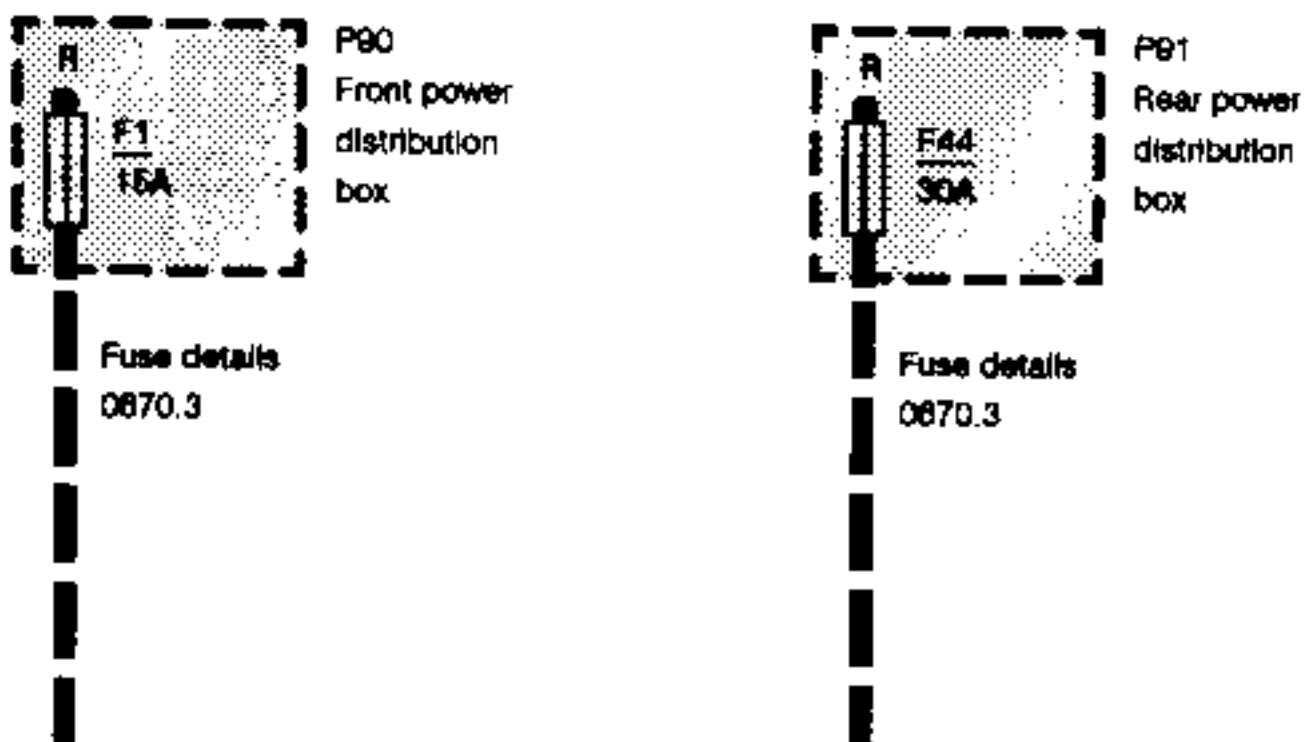 P90
Front power
distribution
box
R
F1
15A
Fuse details
0670.3
P91
Rear power
distribution
box
R
F44
30A
Fuse details
0670.3